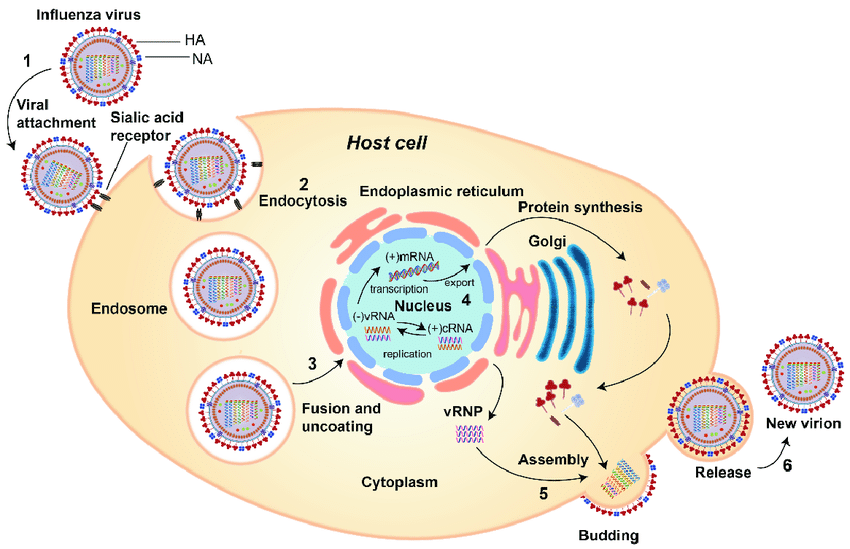 Influenza virus
HA
NA
1
Viral
attachment
Sialic acid
receptor
Host cell
2
Endocytosis
Endoplasmic reticulum
Protein synthesis
Golgi
(+)mRNA
transcription
export
Nucleus
4
(-)vRNA
(+)cRNA
replication
Endosome
3
Fusion and
uncoating
vRNP
Cytoplasm
Assembly
5
Budding
Release
6
New virion